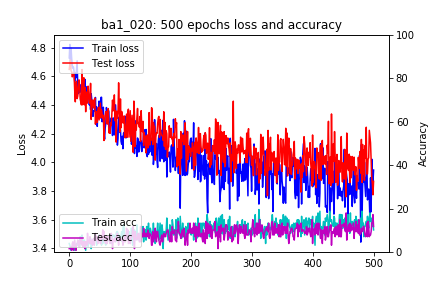 ba1_020: 500 epochs loss and accuracy
Train loss
Test loss
Train acc
Test acc
Loss
4.8
4.6
4.4
4.2
4.0
3.8
3.6
3.4
Accuracy
100
80
60
40
20
0
0
100
200
300
400
500